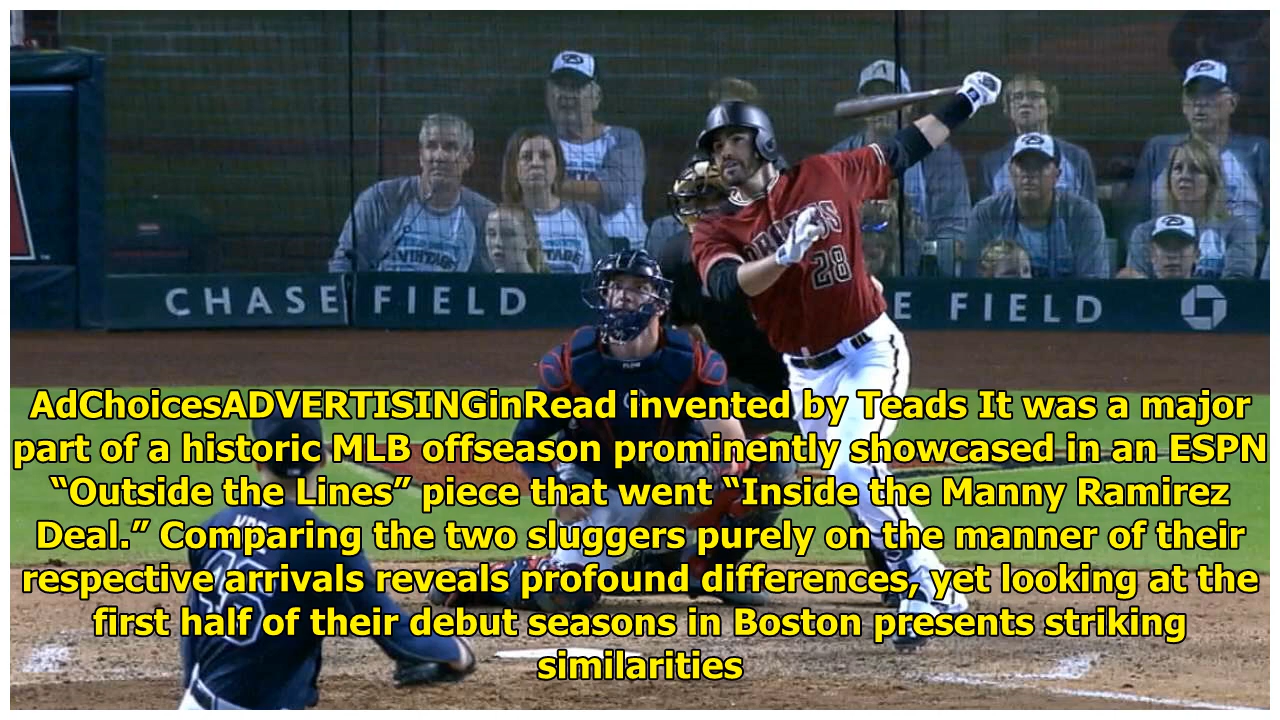 CHASE FIELD
E FIELD
28
VINTAGE
AdChoicesADVERTISINGinRead invented by Teads It was a major
part of a historic MLB offseason prominently showcased in an ESPN
“Outside the Lines” piece that went “Inside the Manny Ramirez
Deal.” Comparing the two sluggers purely on the manner of their
respective arrivals reveals profound differences, yet looking at the
first half of their debut seasons in Boston presents striking
similarities